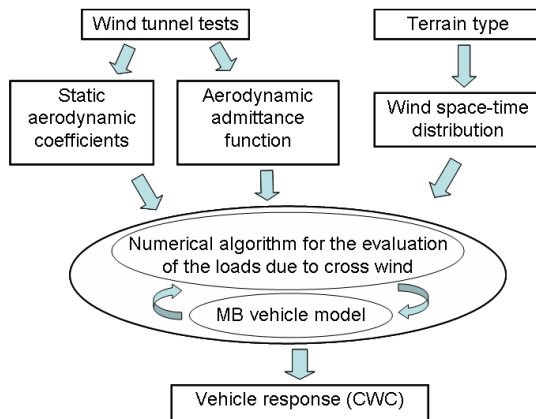 Wind tunnel tests
Terrain type
Static
aerodynamic
coefficients
Aerodynamic
admittance
function
Wind space-time
distribution
Numerical algorithm for the evaluation
of the loads due to cross wind
MB vehicle model
Vehicle response (CWC)